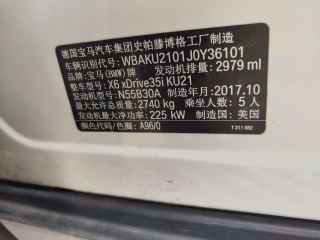 德国宝马汽车集团史帕滕博格工厂制造
车辆识别代号: WBAKU2101J0Y36101
品牌: 宝马(BMW)牌 发动机排量: 2979 ml
型号: X6 xDrive35i KU21
发动机型号: N55B30A 制造年月: 2017.10
最大允许总质量: 2740 kg 乘坐人数: 5 人
发动机最大净功率: 225 kW 制造国: 美国
颜色代码/色漆: A96/0
7 311 062